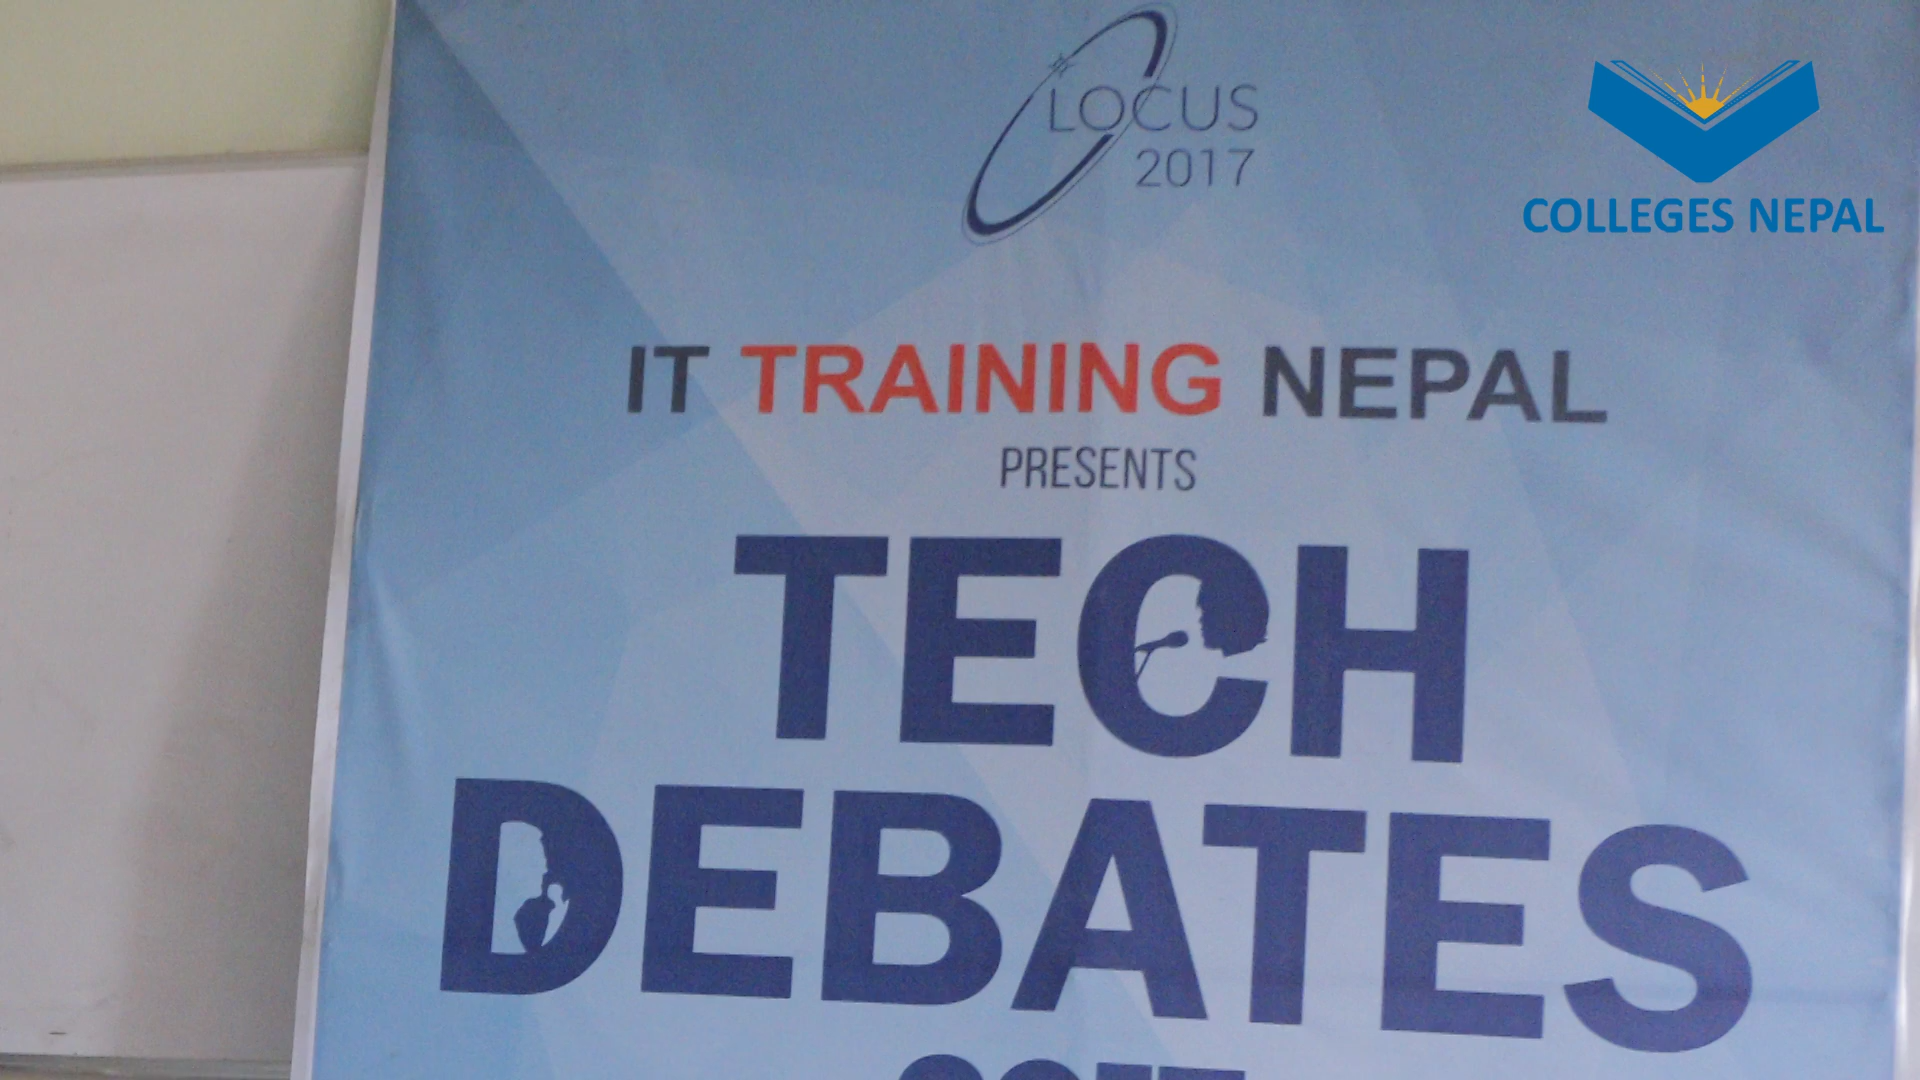 LOCUS
2017
COLLEGES NEPAL
IT TRAINING NEPAL
PRESENTS
TECH
DEBATES